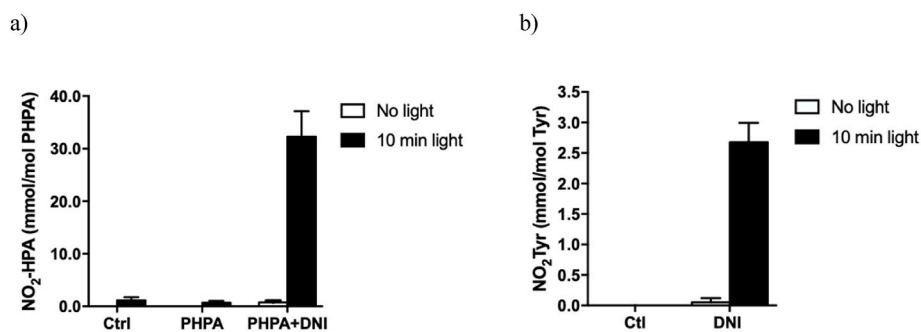 a)
NO2-HPA (mmol/mol PHPA)
40.0
30.0
20.0
10.0
0.0
Ctrl PHPA PHPA+DNI
No light
10 min light
b)
NO2Tyr (mmol/mol Tyr)
3.5
3.0
2.5
2.0
1.5
1.0
0.5
0.0
Ctl DNI
No light
10 min light